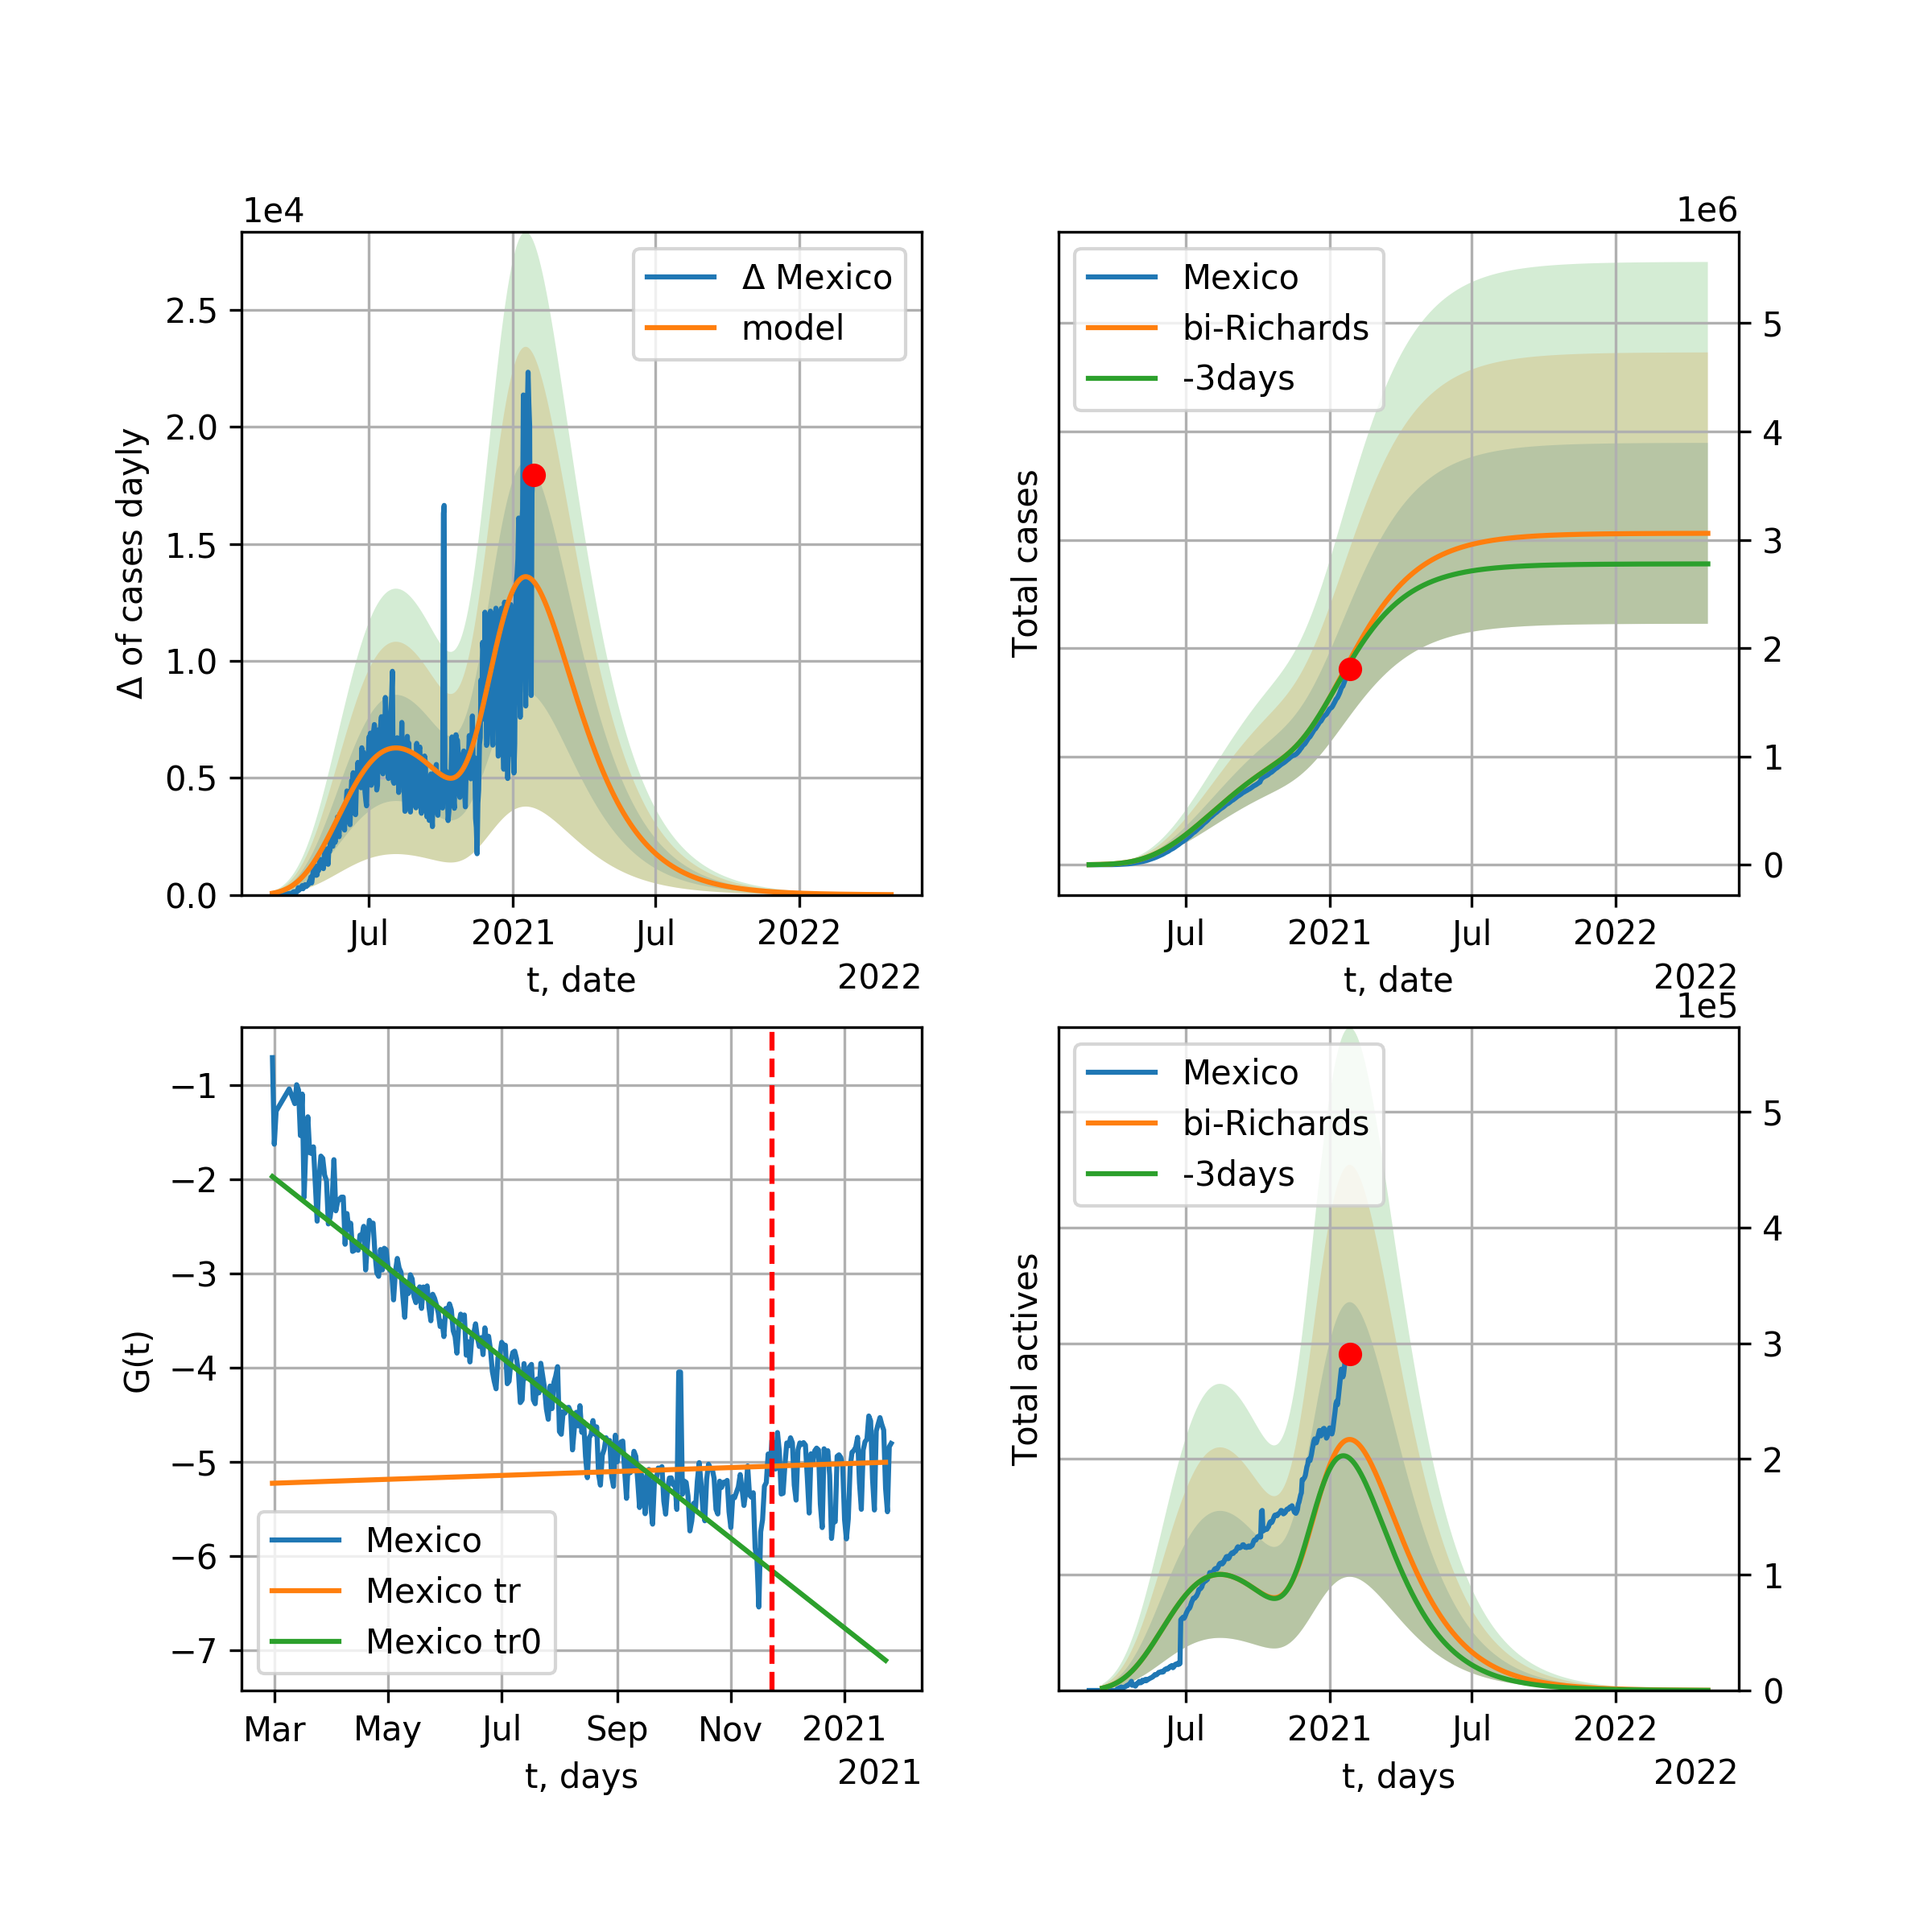 1e4
Δ of cases dayly
2.5
2.0
1.5
1.0
0.5
0.0
Δ Mexico
model
Jul
2021
Jul
2022
t, date
2022
1e6
Total cases
Mexico
bi-Richards
-3days
5
4
3
2
1
0
Jul
2021
Jul
2022
t, date
2022
G(t)
−1
−2
−3
−4
−5
−6
−7
Mexico
Mexico tr
Mexico tr0
Mar
May
Jul
Sep
Nov
2021
t, days
2021
1e5
Total actives
Mexico
bi-Richards
-3days
5
4
3
2
1
0
Jul
2021
Jul
2022
t, days
2022